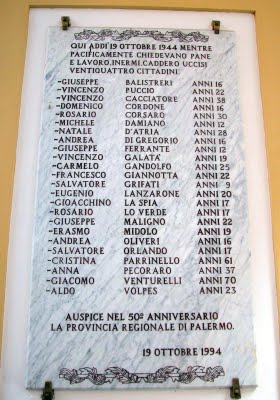 QUI ADDI' 19 OTTOBRE 1944 MENTRE
PACIFICAMENTE CHIEDEVANO PANE
E LAVORO, INERMI, CADDERO UCCISI
VENTIQUATTRO CITTADINI.
-GIUSEPPE BALISTRERI ANNI 16
-VINCENZO PUCCIO ANNI 22
-VINCENZO CACCIATORE ANNI 38
-DOMENICO CORDONE ANNI 16
-ROSARIO CORSARO ANNI 30
-MICHELE DAMIANO ANNI 12
-NATALE D'ATRIA ANNI 28
-ANDREA DI GREGORIO ANNI 16
-GIUSEPPE FERRANTE ANNI 12
-VINCENZO GALATA' ANNI 19
-CARMELO GANDOLFO ANNI 25
-FRANCESCO GIANNOTTA ANNI 22
-SALVATORE GRIFATI ANNI 9
-EUGENIO LANZARONE ANNI 20
-GIOACCHINO LA SPIA ANNI 17
-ROSARIO LO VERDE ANNI 17
-GIUSEPPE MALIGNO ANNI 22
-ERASMO MIDOLO ANNI 19
-ANDREA OLIVERI ANNI 16
-SALVATORE ORLANDO ANNI 17
-CRISTINA PARRINELLO ANNI 61
-ANNA PECORARO ANNI 37
-GIACOMO VENTURELLI ANNI 70
-ALDO VOLPES ANNI 23
AUSPICE NEL 50° ANNIVERSARIO
LA PROVINCIA REGIONALE DI PALERMO.
19 OTTOBRE 1994